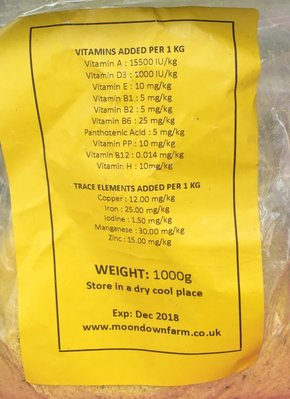 VITAMINS ADDED PER 1 KG
Vitamin A : 15500 IU/kg
Vitamin D3 : 1000 IU/kg
Vitamin E : 10 mg/kg
Vitamin B1 : 5 mg/kg
Vitamin B2 : 5 mg/kg
Vitamin B6 : 25 mg/kg
Panthotenic Acid : 5 mg/kg
Vitamin PP : 10 mg/kg
Vitamin B12 : 0.014 mg/kg
Vitamin H : 10mg/kg
TRACE ELEMENTS ADDED PER 1 KG
Copper : 12.00 mg/kg
Iron : 25.00 mg/kg
Iodine : 1.50 mg/kg
Manganese : 30.00 mg/kg
Zinc : 15.00 mg/kg
WEIGHT: 1000g
Store in a dry cool place
Exp: Dec 2018
www.moondownfarm.co.uk